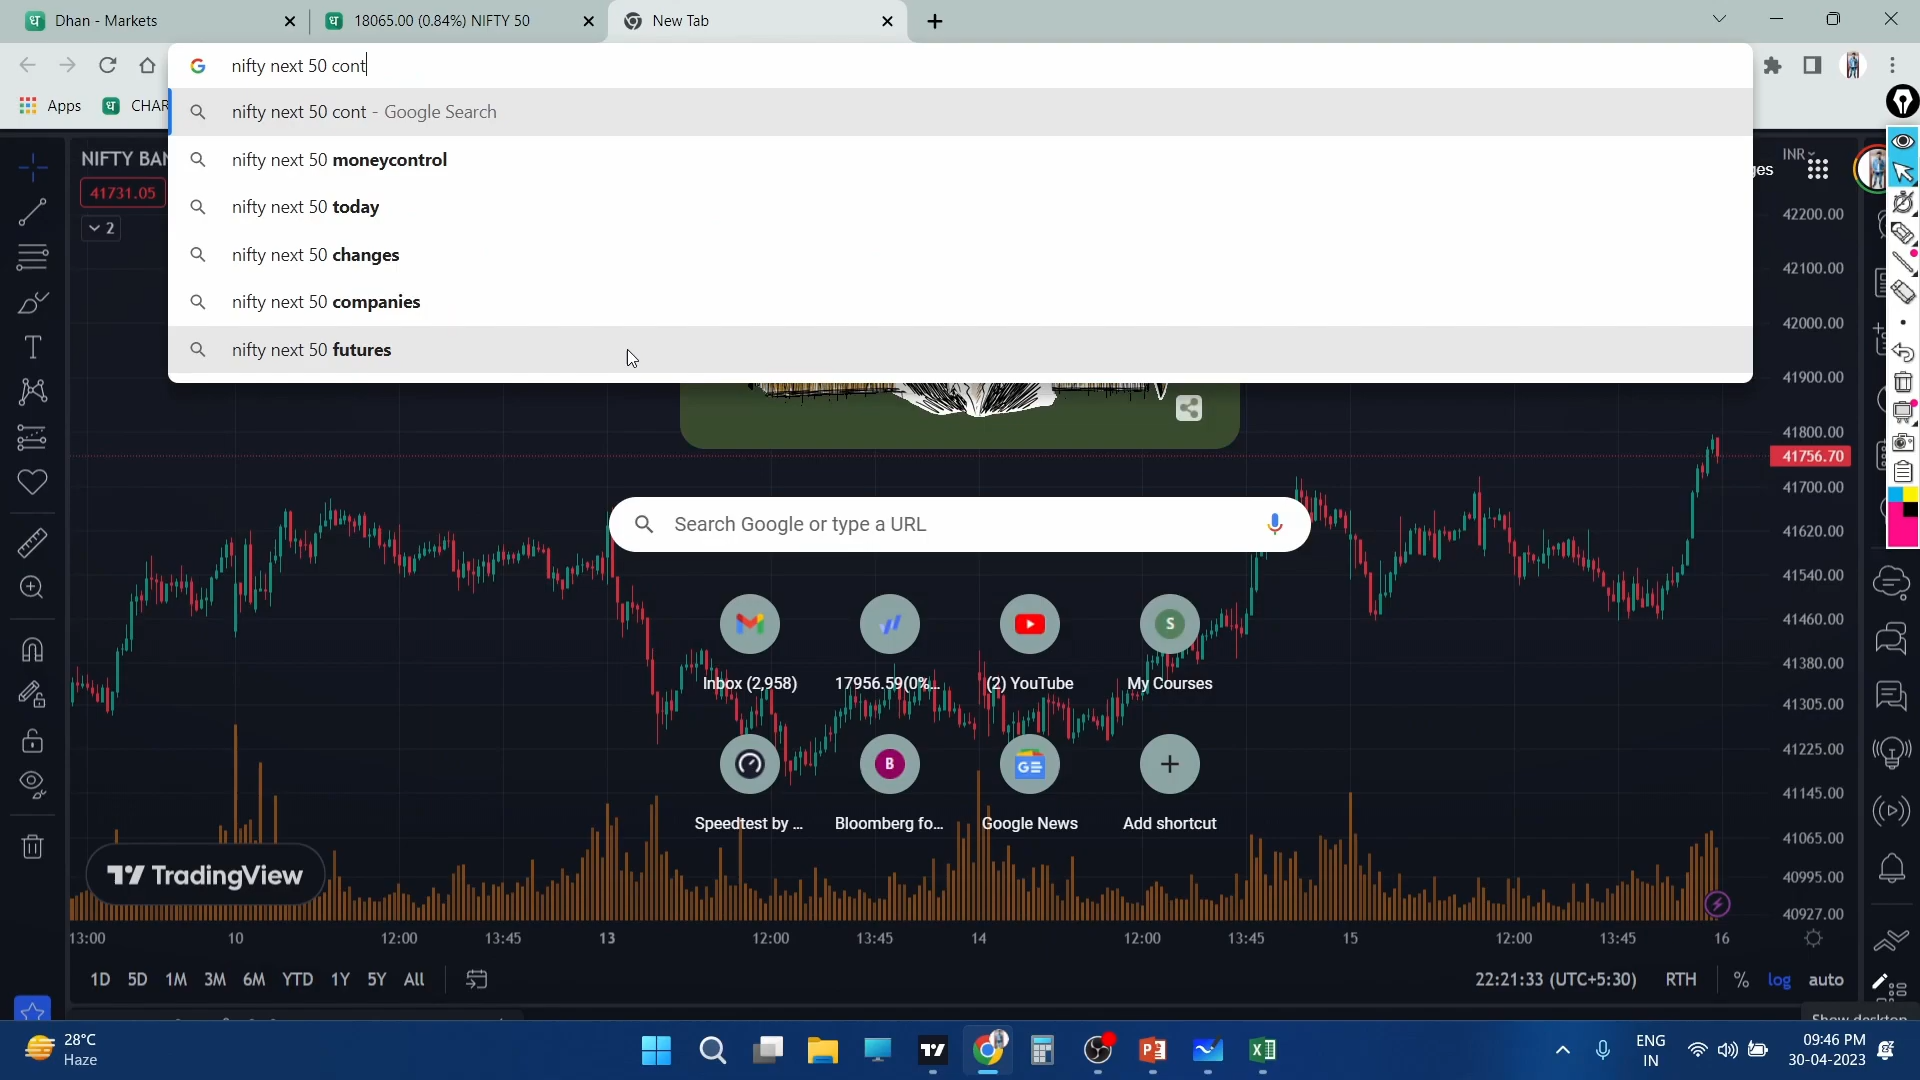 Dhan - Markets
18065.00 (0.84%) NIFTY 50
New Tab
nifty next 50 cont
Apps
CHAR
nifty next 50 cont - Google Search
nifty next 50 moneycontrol
nifty next 50 today
nifty next 50 changes
nifty next 50 companies
nifty next 50 futures
NIFTY BAN
41731.05
2
INR
ges
42200.00
42100.00
42000.00
41900.00
41800.00
41756.70
41700.00
41620.00
41540.00
41460.00
41380.00
41305.00
41225.00
41145.00
41065.00
40995.00
40927.00
Search Google or type a URL
S
Inbox (2,958)
17956.59(0%...
(2) YouTube
My Courses
B
Speedtest by ...
Bloomberg fo...
Google News
Add shortcut
TradingView
13:00 10 12:00 13:45 13 12:00 13:45 14 12:00 13:45 15 12:00 13:45 16
1D 5D 1M 3M 6M YTD 1Y 5Y All
22:21:33 (UTC+5:30) RTH % log auto
Show desktop
28°C
Haze
ENG
IN
09:46 PM
30-04-2023